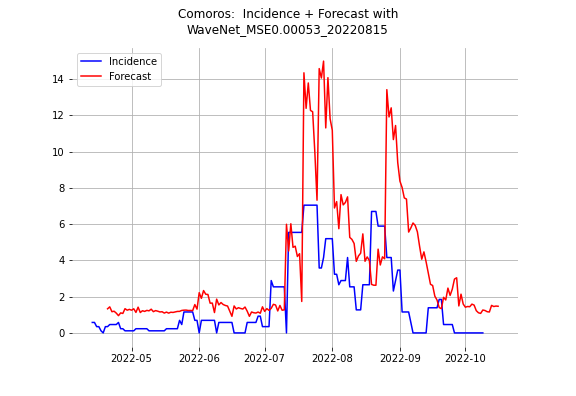 Comoros:  Incidence + Forecast with
WaveNet_MSE0.00053_20220815
Incidence
Forecast
14
12
10
8
6
4
2
0
2022-05 2022-06 2022-07 2022-08 2022-09 2022-10